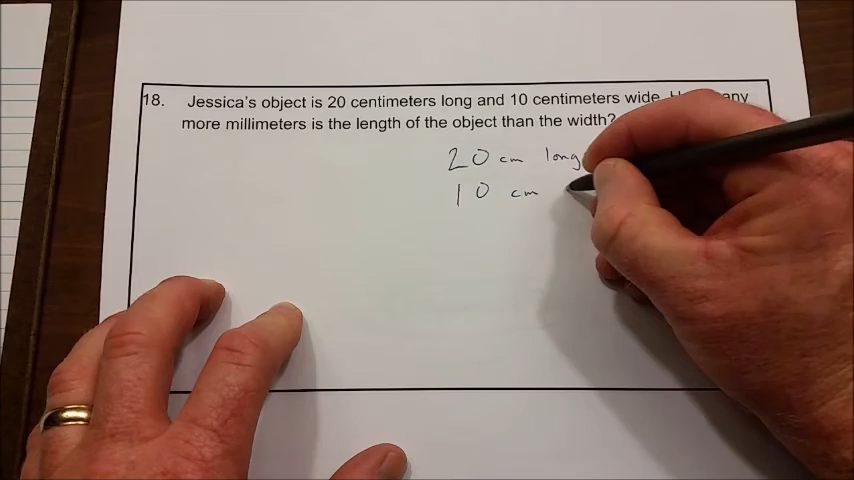 18. Jessica's object is 20 centimeters long and 10 centimeters wide. any
more millimeters is the length of the object than the width?
20 cm long
10 cm